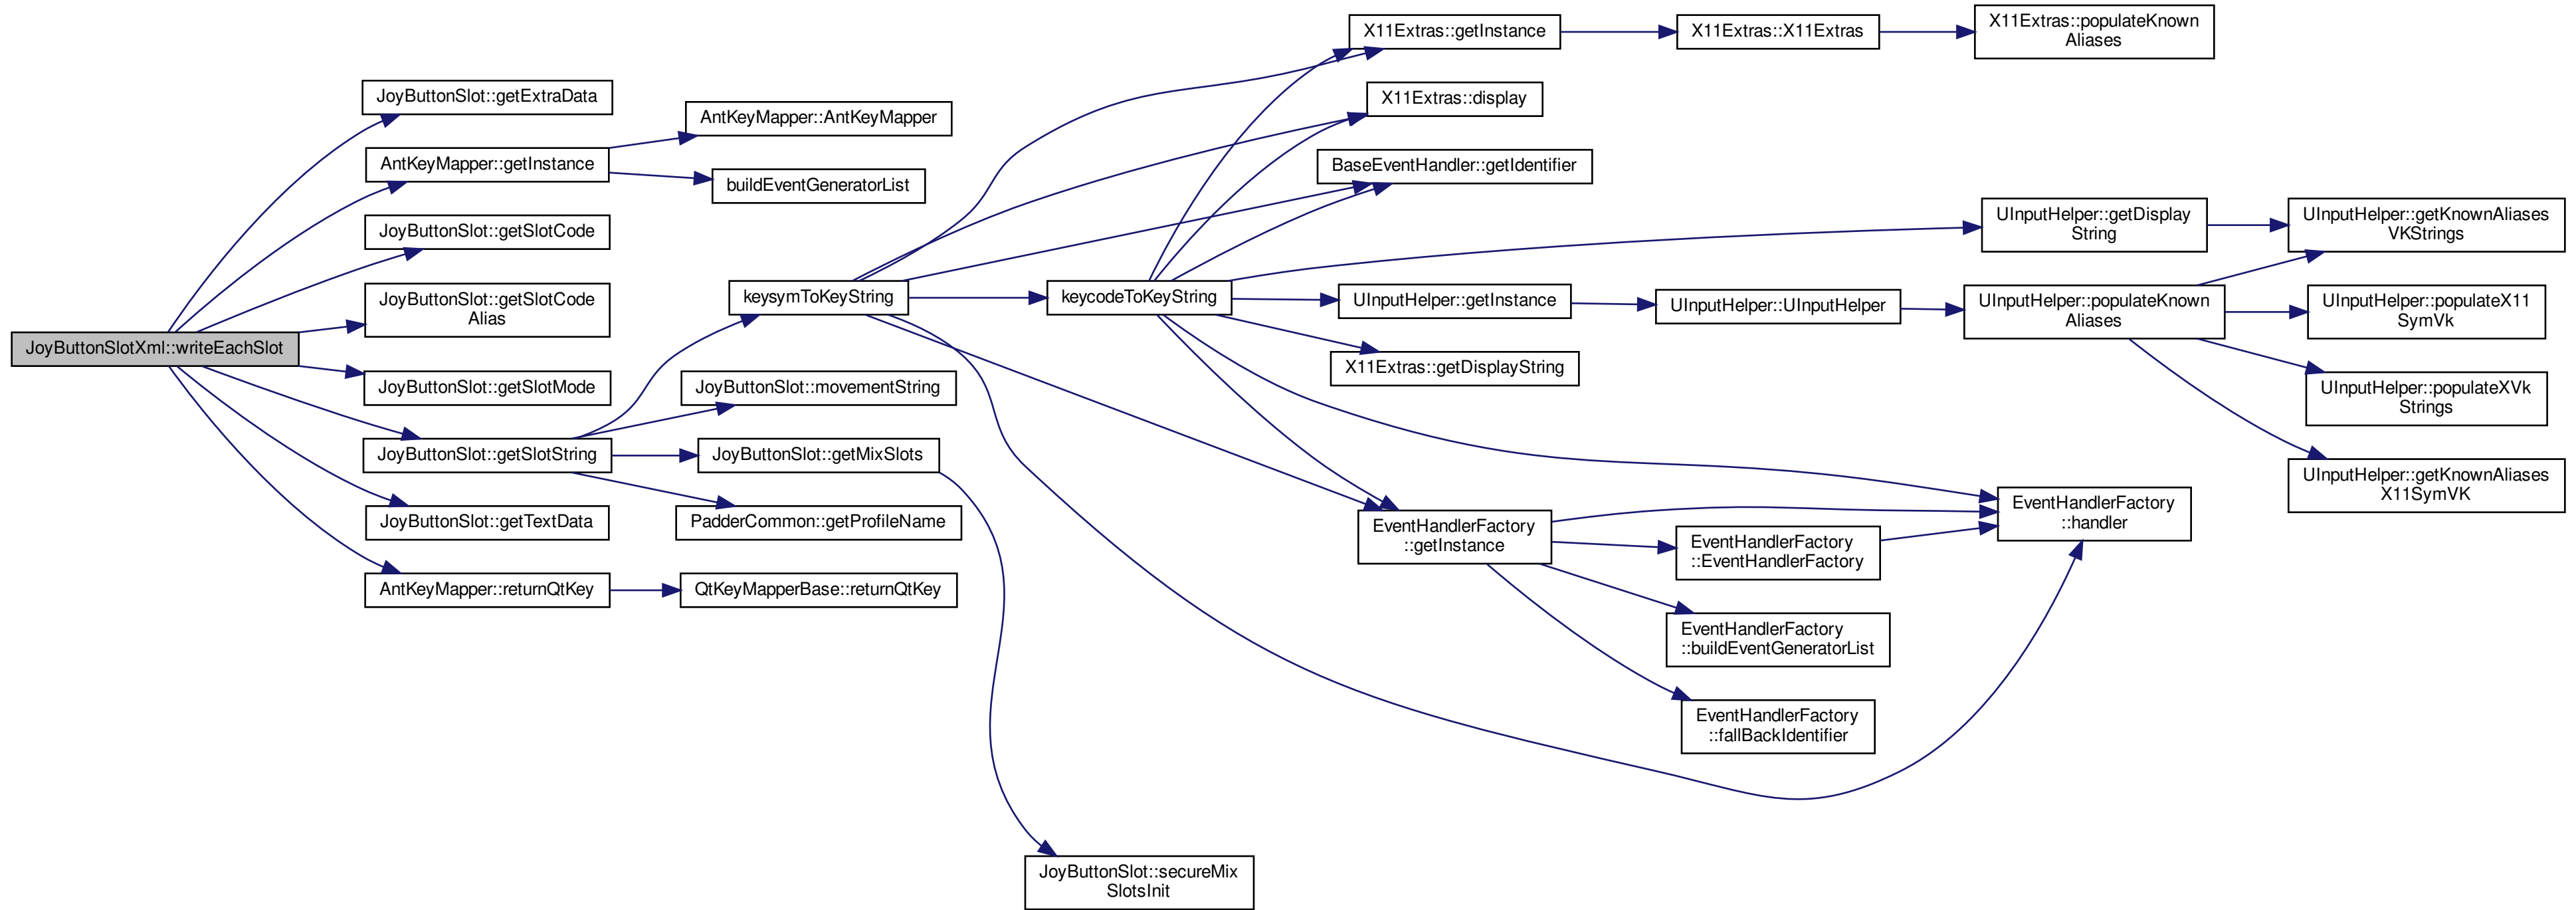 JoyButtonSlotXml::writeEachSlot
JoyButtonSlot::getExtraData
AntKeyMapper::getInstance
JoyButtonSlot::getSlotCode
JoyButtonSlot::getSlotCode
Alias
JoyButtonSlot::getSlotMode
JoyButtonSlot::getSlotString
JoyButtonSlot::getTextData
AntKeyMapper::returnQtKey
AntKeyMapper::AntKeyMapper
buildEventGeneratorList
keysymToKeyString
JoyButtonSlot::movementString
JoyButtonSlot::getMixSlots
PadderCommon::getProfileName
QtKeyMapperBase::returnQtKey
keycodeToKeyString
JoyButtonSlot::secureMix
SlotsInit
X11Extras::getInstance
X11Extras::display
BaseEventHandler::getIdentifier
UInputHelper::getInstance
X11Extras::getDisplayString
EventHandlerFactory
::getInstance
X11Extras::X11Extras
UInputHelper::UInputHelper
EventHandlerFactory
::EventHandlerFactory
EventHandlerFactory
::buildEventGeneratorList
EventHandlerFactory
::fallBackIdentifier
X11Extras::populateKnown
Aliases
UInputHelper::getDisplay
String
UInputHelper::populateKnown
Aliases
EventHandlerFactory
::handler
UInputHelper::getKnownAliases
VKStrings
UInputHelper::populateX11
SymVk
UInputHelper::populateXVk
Strings
UInputHelper::getKnownAliases
X11SymVK